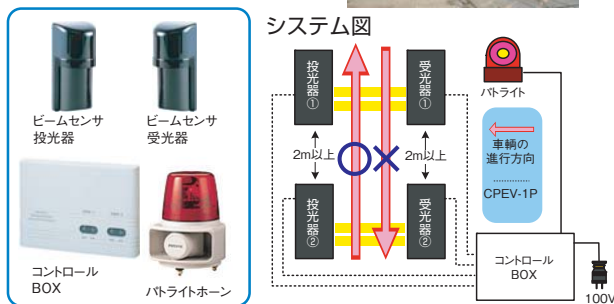 システム図
ビームセンサ
投光器
ビームセンサ
受光器
コントロール
BOX
パトライトホーン
投光器①
受光器①
パトライト
2m以上
2m以上
車輌の
進行方向
CPEV-1P
投光器②
受光器②
コントロール
BOX
100V